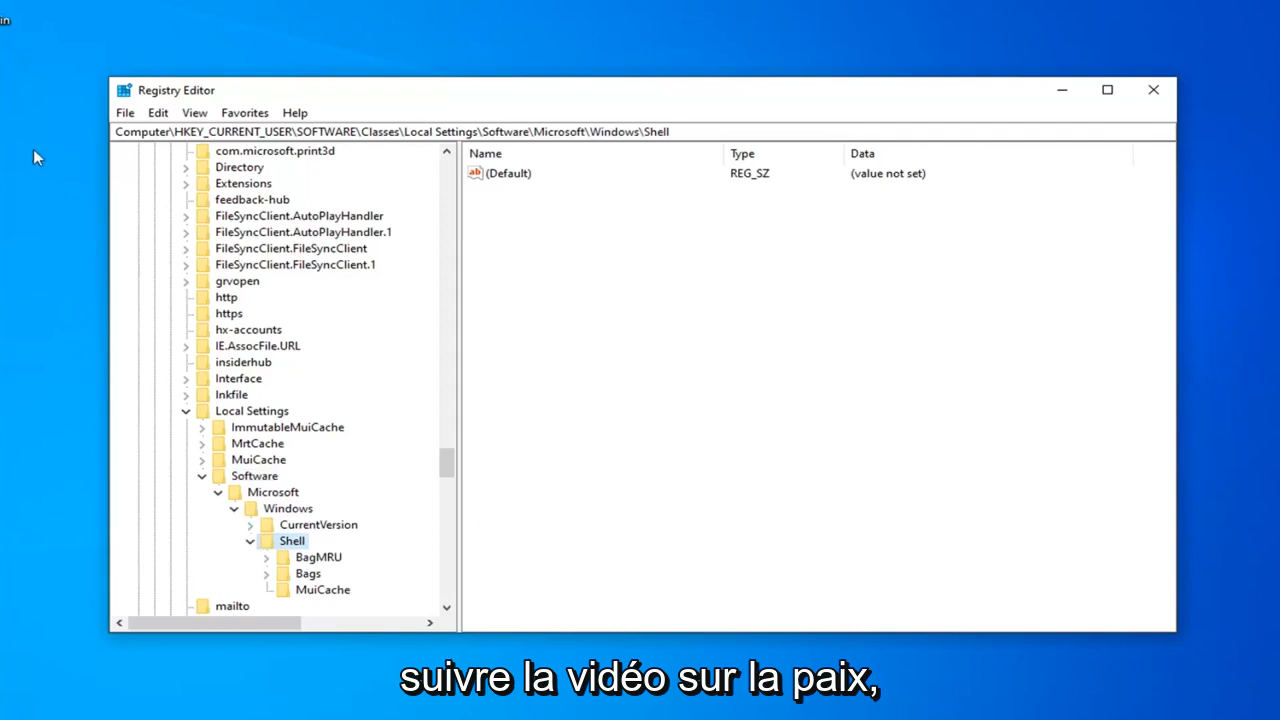 in
Registry Editor
File Edit View Favorites Help
Computer\HKEY_CURRENT_USER\SOFTWARE\Classes\Local Settings\Software\Microsoft\Windows\Shell
com.microsoft.print3d
Directory
Extensions
feedback-hub
FileSyncClient.AutoPlayHandler
FileSyncClient.AutoPlayHandler.1
FileSyncClient.FileSyncClient
FileSyncClient.FileSyncClient.1
grvopen
http
https
hx-accounts
IE.AssocFile.URL
insiderhub
Interface
lnkfile
Local Settings
ImmutableMuiCache
MrtCache
MuiCache
Software
Microsoft
Windows
CurrentVersion
Shell
BagMRU
Bags
MuiCache
mailto
Name Type Data
ab (Default) REG_SZ (value not set)
suivre la vidéo sur la paix,